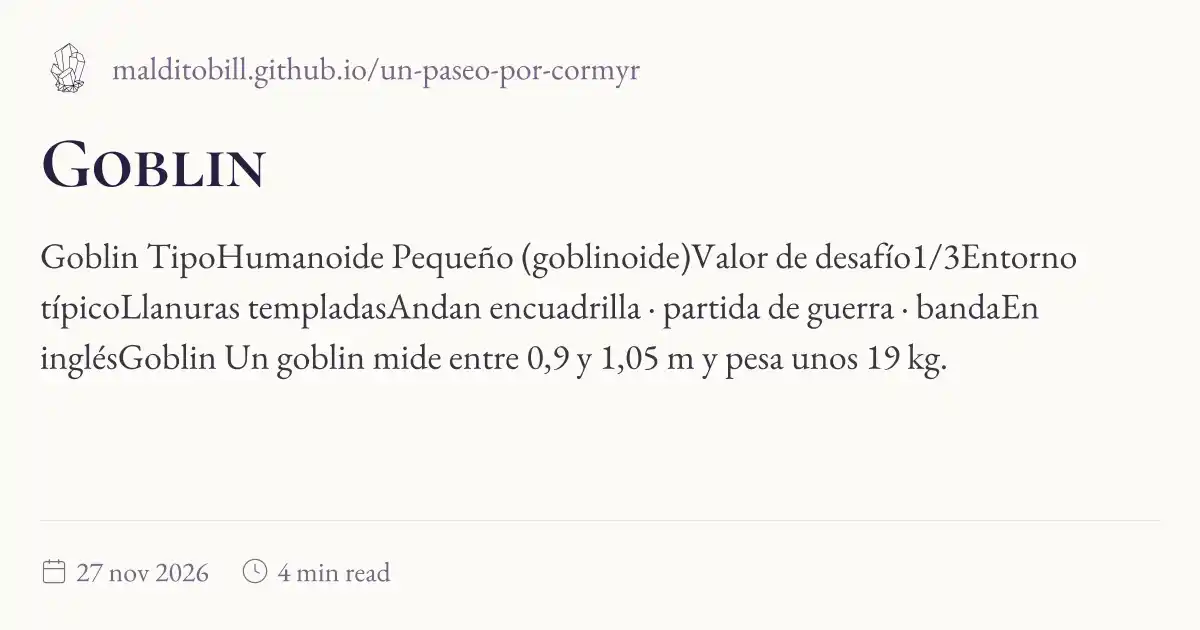 malditobill.github.io/un-paseo-por-cormyr
Goblin
Goblin TipoHumanoide Pequeño (goblinoide)Valor de desafío1/3Entorno
típicoLlanuras templadasAndan encuadrilla · partida de guerra · bandaEn
inglésGoblin Un goblin mide entre 0,9 y 1,05 m y pesa unos 19 kg.
27 nov 2026
4 min read